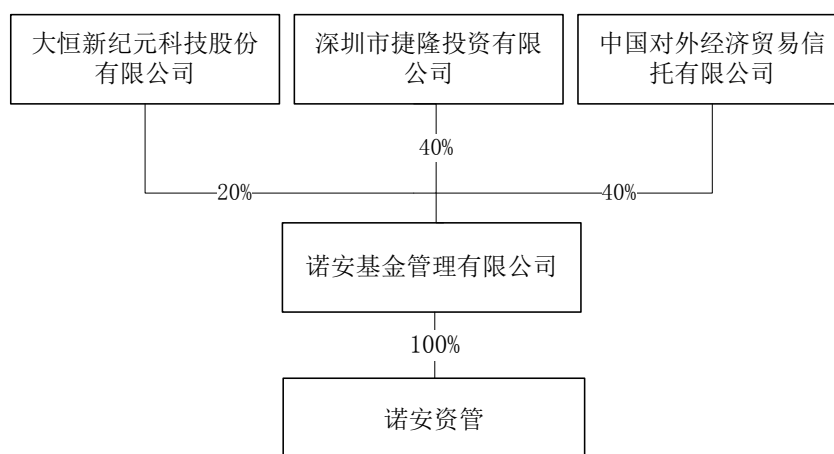 大恒新纪元科技股份
有限公司
深圳市捷隆投资有限
公司
中国对外经济贸易信
托有限公司
40%
20%
40%
诺安基金管理有限公司
100%
诺安资管